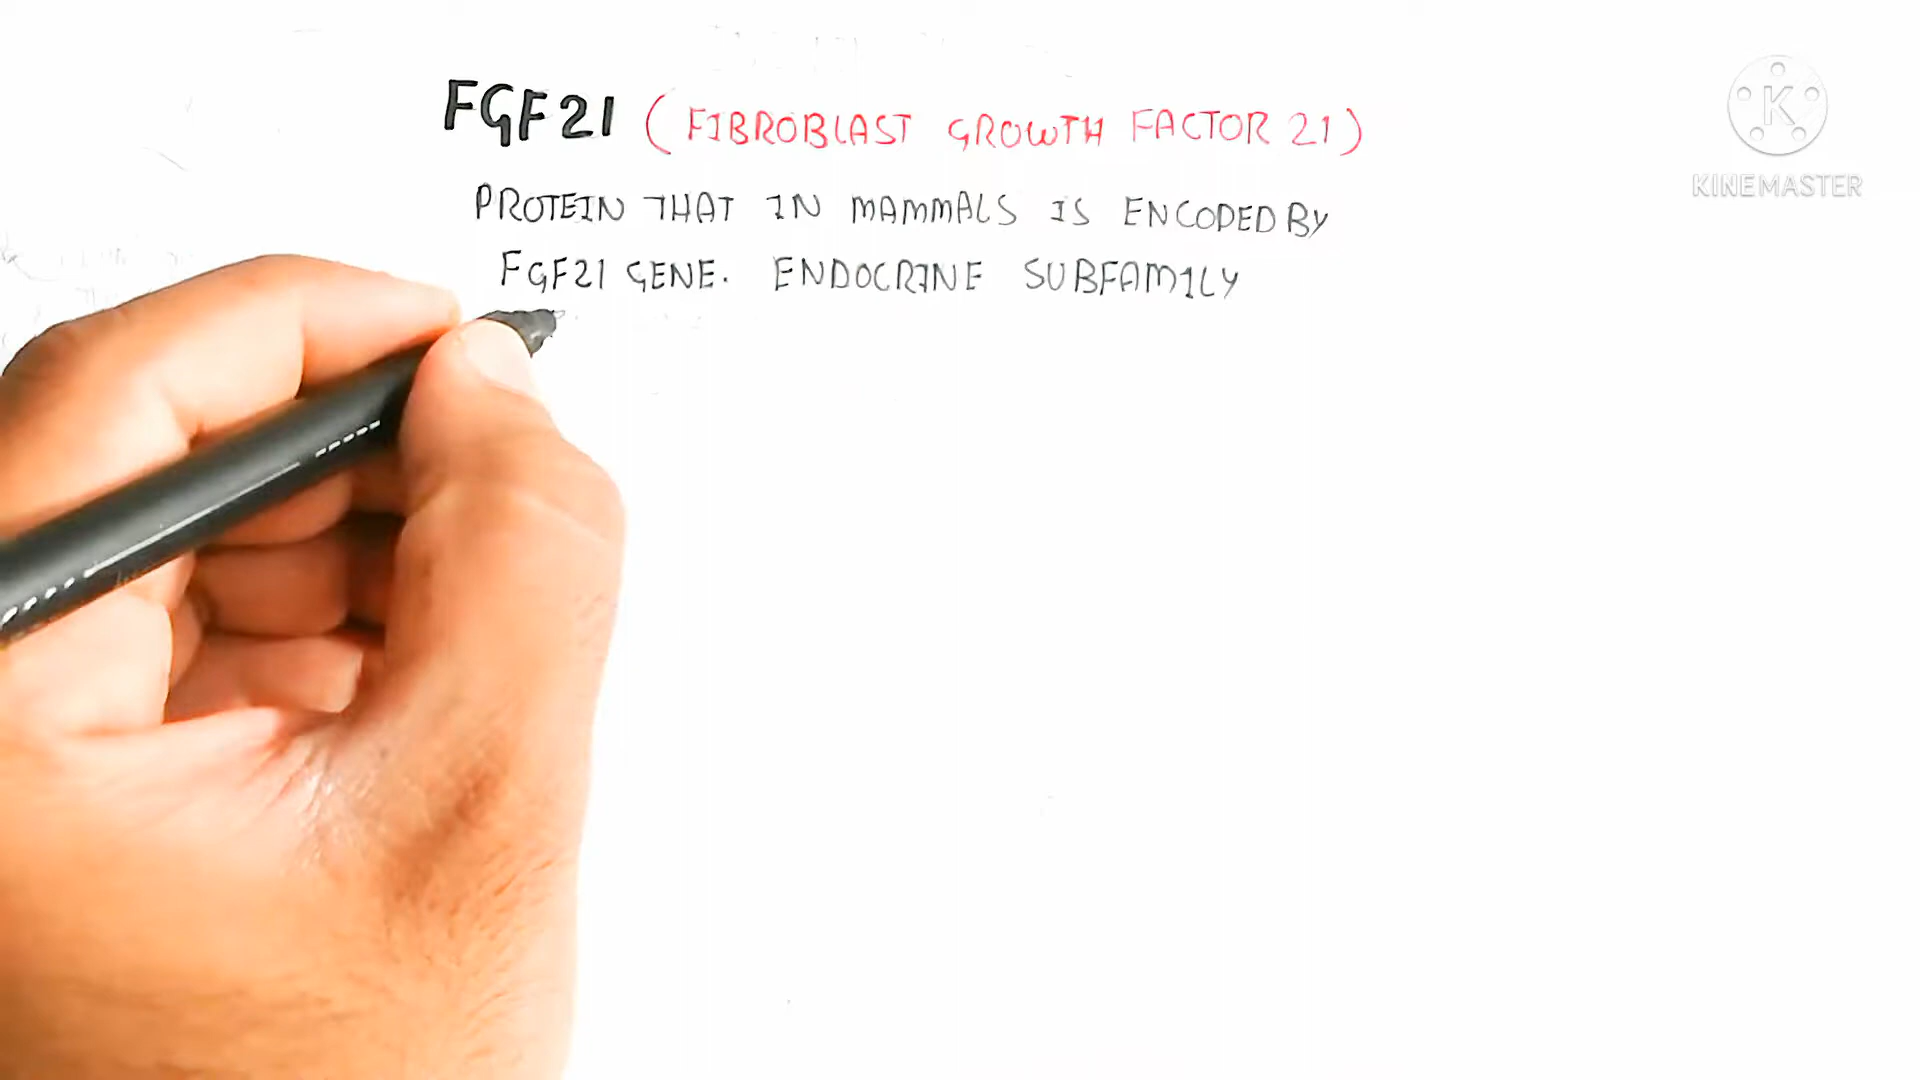 FGF21 (FIBROBLAST GROWTH FACTOR 21)
PROTEIN THAT IN MAMMALS IS ENCODED BY
FGF21 GENE. ENDOCRINE SUBFAMILY
K
KINEMASTER